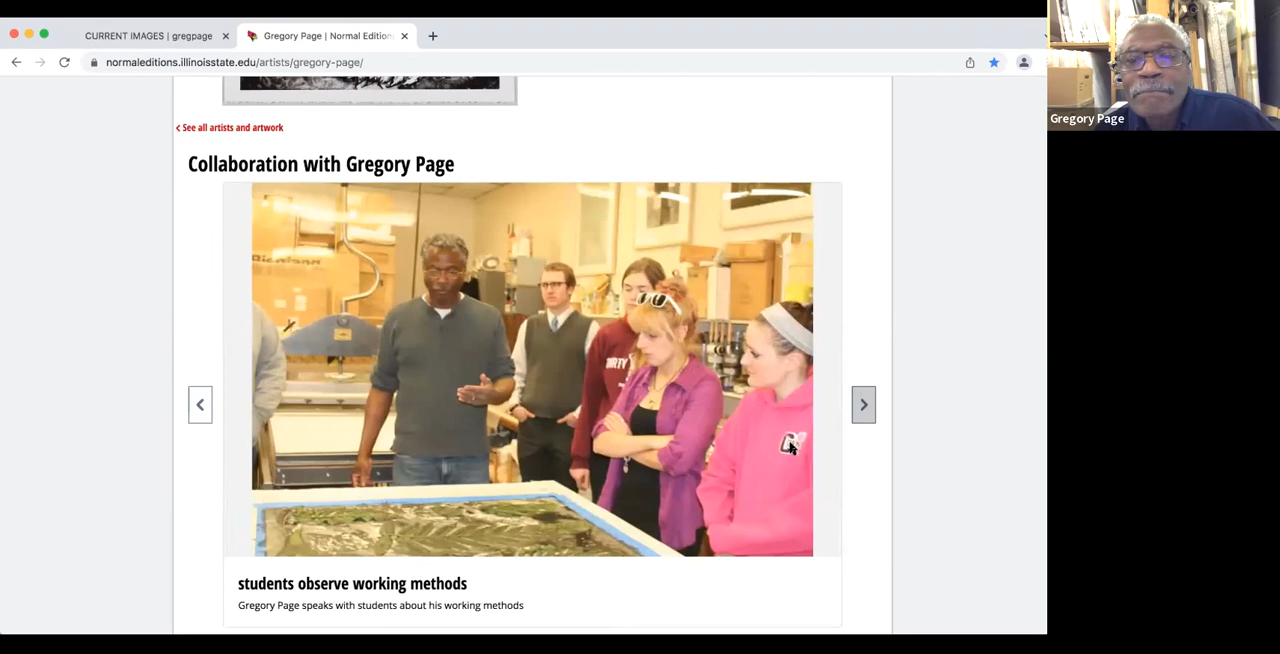 CURRENT IMAGES | gregpage
Gregory Page | Normal Edition
normaleditions.illinoisstate.edu/artists/gregory-page/
Gregory Page
See all artists and artwork
Collaboration with Gregory Page
students observe working methods
Gregory Page speaks with students about his working methods